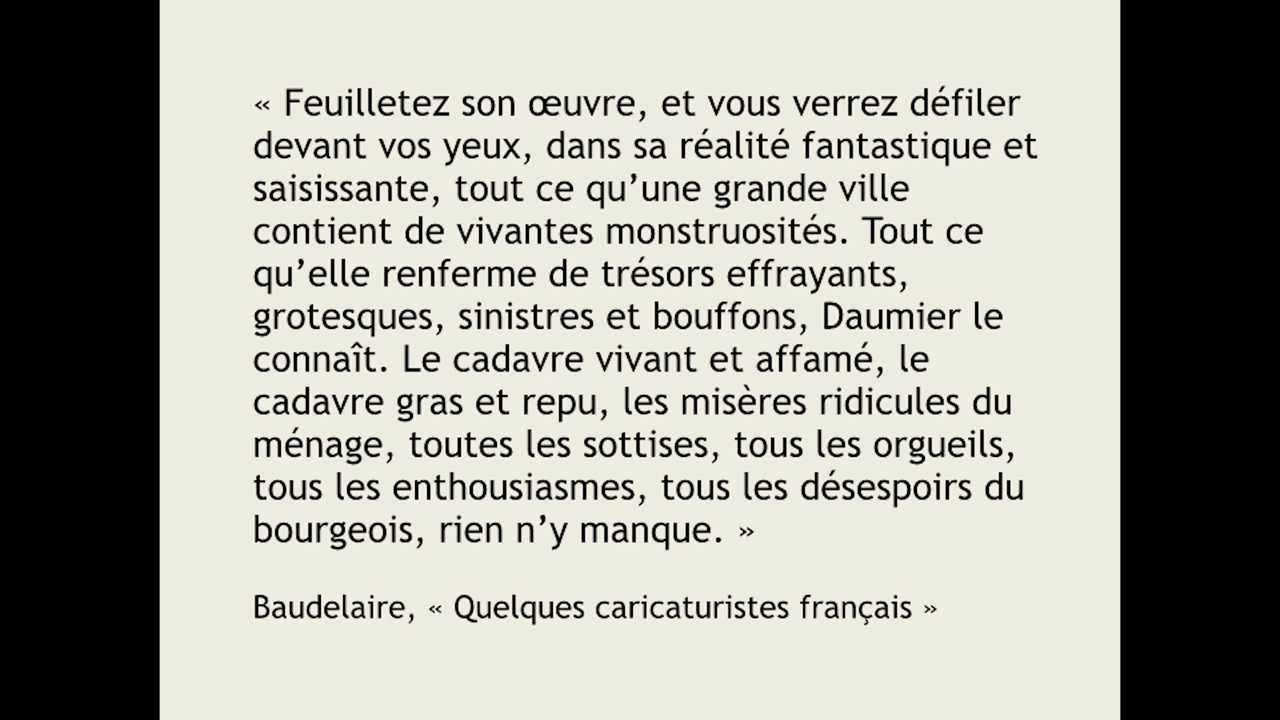 « Feuilletez son œuvre, et vous verrez défiler
devant vos yeux, dans sa réalité fantastique et
saisissante, tout ce qu’une grande ville
contient de vivantes monstruosités. Tout ce
qu’elle renferme de trésors effrayants,
grotesques, sinistres et bouffons, Daumier le
connaît. Le cadavre vivant et affamé, le
cadavre gras et repu, les misères ridicules du
ménage, toutes les sottises, tous les orgueils,
tous les enthousiasmes, tous les désespoirs du
bourgeois, rien n’y manque. »
Baudelaire, « Quelques caricaturistes français »